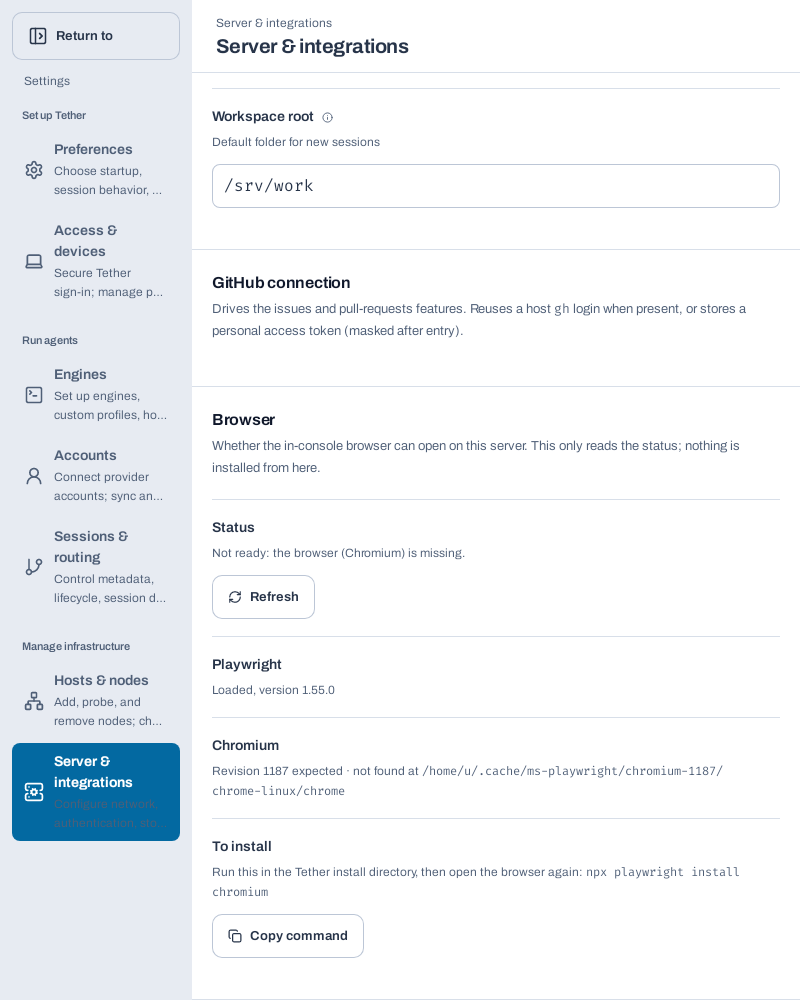 Return to
Settings
Set up Tether
Preferences
Choose startup,
session behavior, ...
Access &
devices
Secure Tether
sign-in; manage p...
Run agents
Engines
Set up engines,
custom profiles, ho...
Accounts
Connect provider
accounts; sync an...
Sessions &
routing
Control metadata,
lifecycle, session d...
Manage infrastructure
Hosts & nodes
Add, probe, and
remove nodes; ch...
Server &
integrations
Configure network,
authentication, sto...
Server & integrations
Server & integrations
Workspace root
Default folder for new sessions
/srv/work
GitHub connection
Drives the issues and pull-requests features. Reuses a host gh login when present, or stores a
personal access token (masked after entry).
Browser
Whether the in-console browser can open on this server. This only reads the status; nothing is
installed from here.
Status
Not ready: the browser (Chromium) is missing.
Refresh
Playwright
Loaded, version 1.55.0
Chromium
Revision 1187 expected · not found at /home/u/.cache/ms-playwright/chromium-1187/
chrome-linux/chrome
To install
Run this in the Tether install directory, then open the browser again: npx playwright install
chromium
Copy command